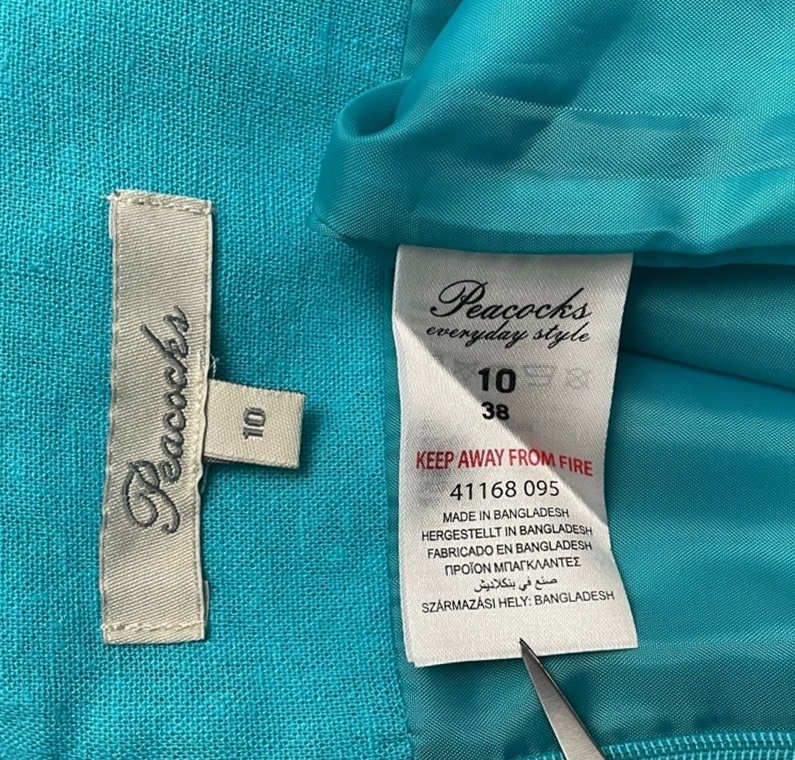 Peacocks
10
Peacocks
everyday style
10
38
KEEP AWAY FROM FIRE
41168 095
MADE IN BANGLADESH
HERGESTELLT IN BANGLADESH
FABRICADO EN BANGLADESH
ΠΡΟΪΟΝ ΜΠΑΓΚΛΑΝΤΕΣ
صنع في بنكلاديش
SZÁRMAZÁSI HELY: BANGLADESH